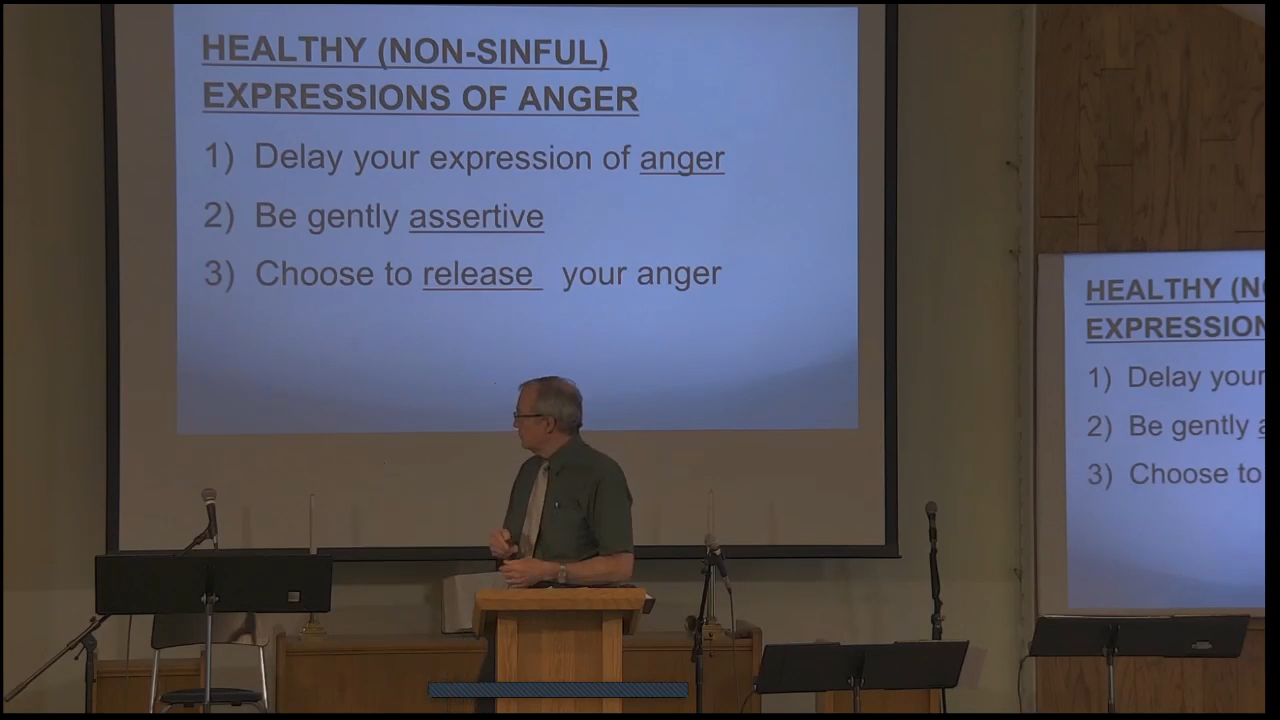 HEALTHY (NON-SINFUL)
EXPRESSIONS OF ANGER
1) Delay your expression of anger
2) Be gently assertive
3) Choose to release your anger
HEALTHY (N
EXPRESSION
1) Delay your
2) Be gently
3) Choose to